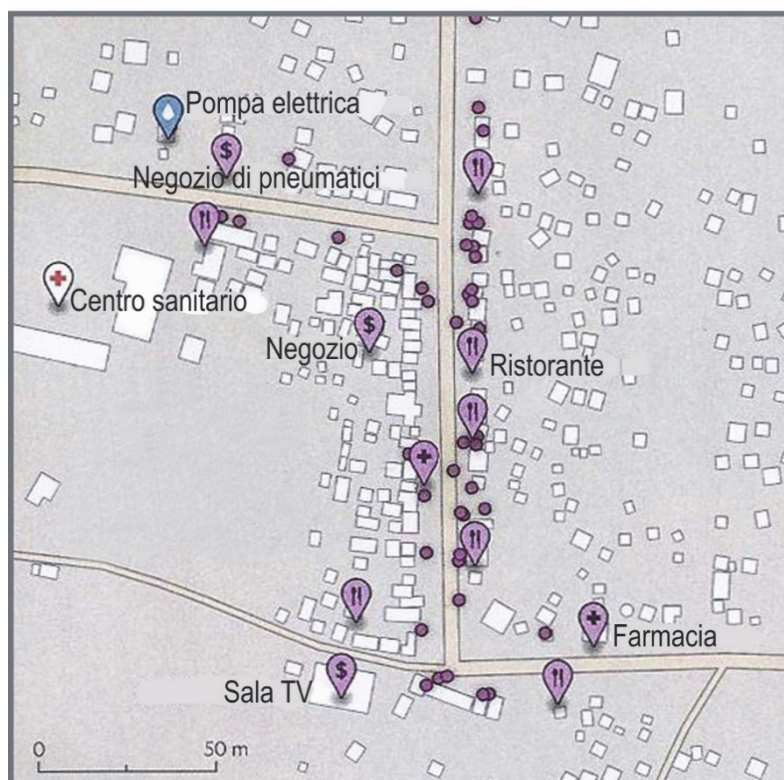 Pompa elettrica
Negozio di pneumatici
Centro sanitario
Negozio
Ristorante
Farmacia
Sala TV
0 50 m